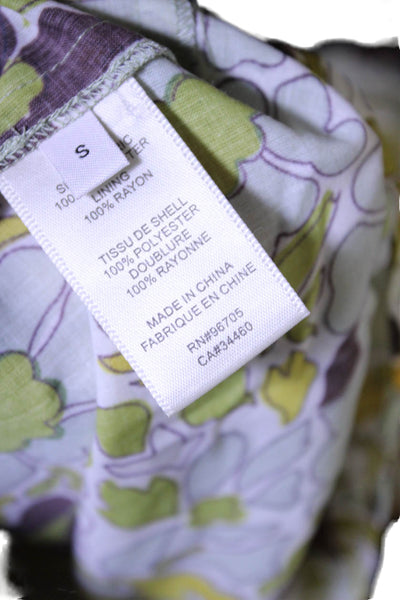 S
LINING
100% RAYON
TISSU DE SHELL
100% POLYESTER
DOUBLURE
100% RAYONNE
MADE IN CHINA
FABRIQUE EN CHINE
RN#96705
CA#34460